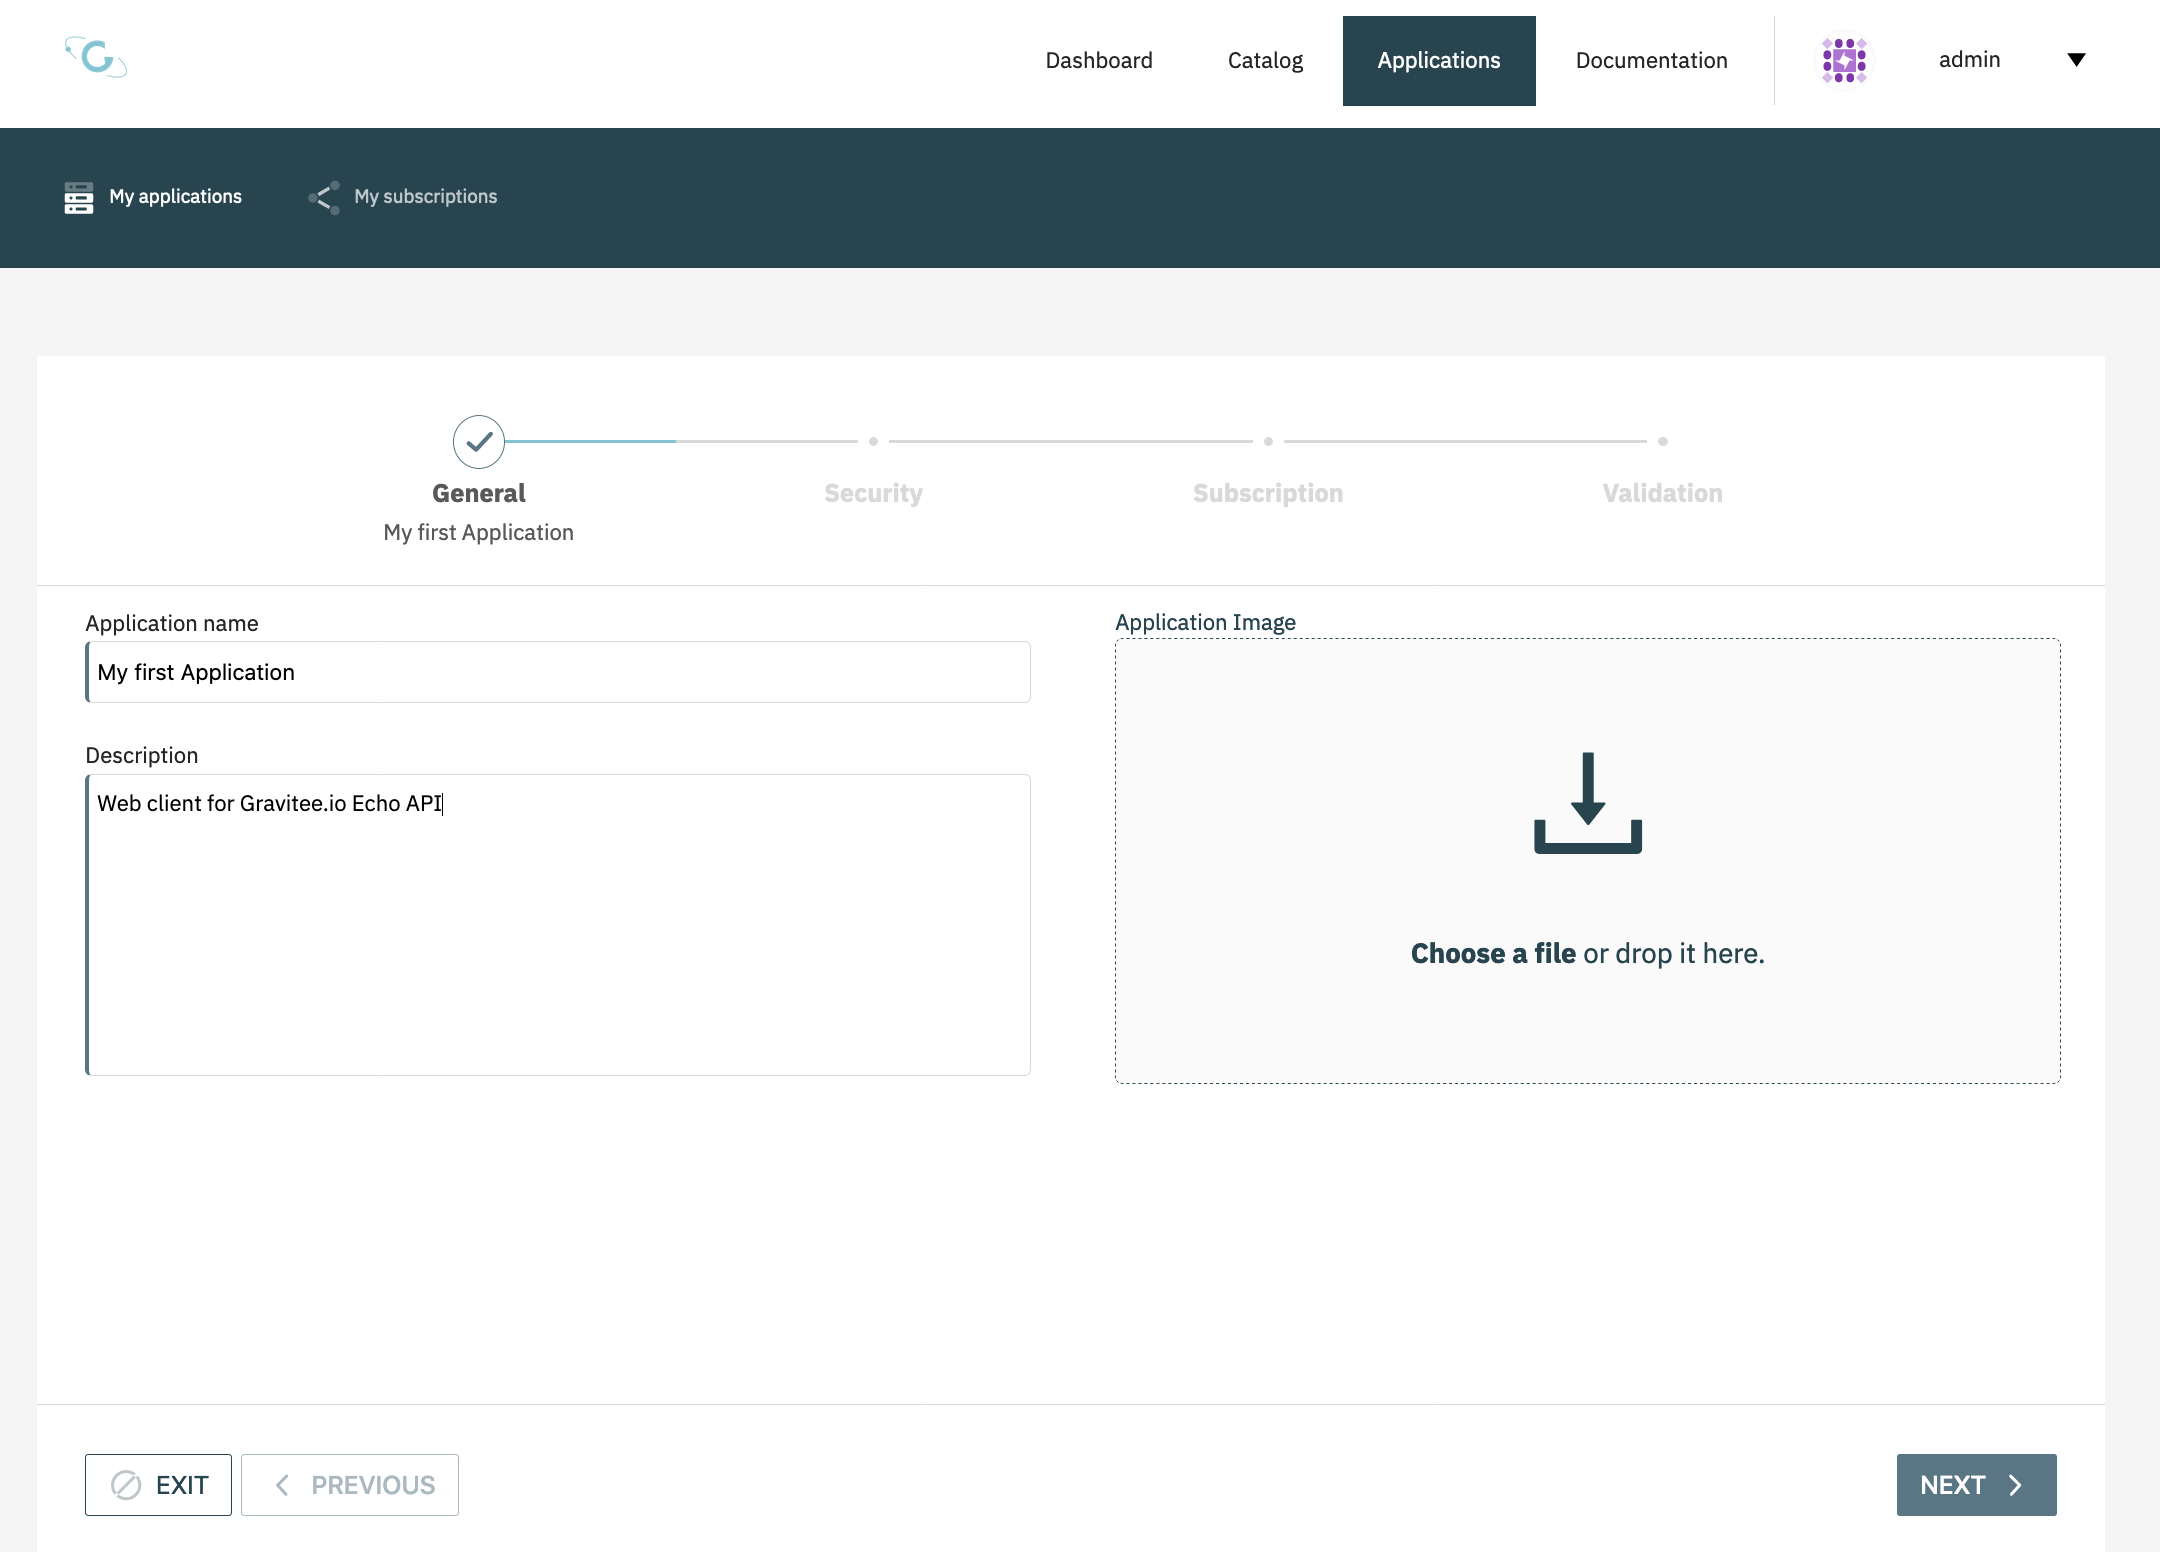 Dashboard Catalog Applications Documentation admin
My applications My subscriptions
General Security Subscription Validation
My first Application
Application name
My first Application
Description
Web client for Gravitee.io Echo API
Application Image
Choose a file or drop it here.
EXIT PREVIOUS NEXT